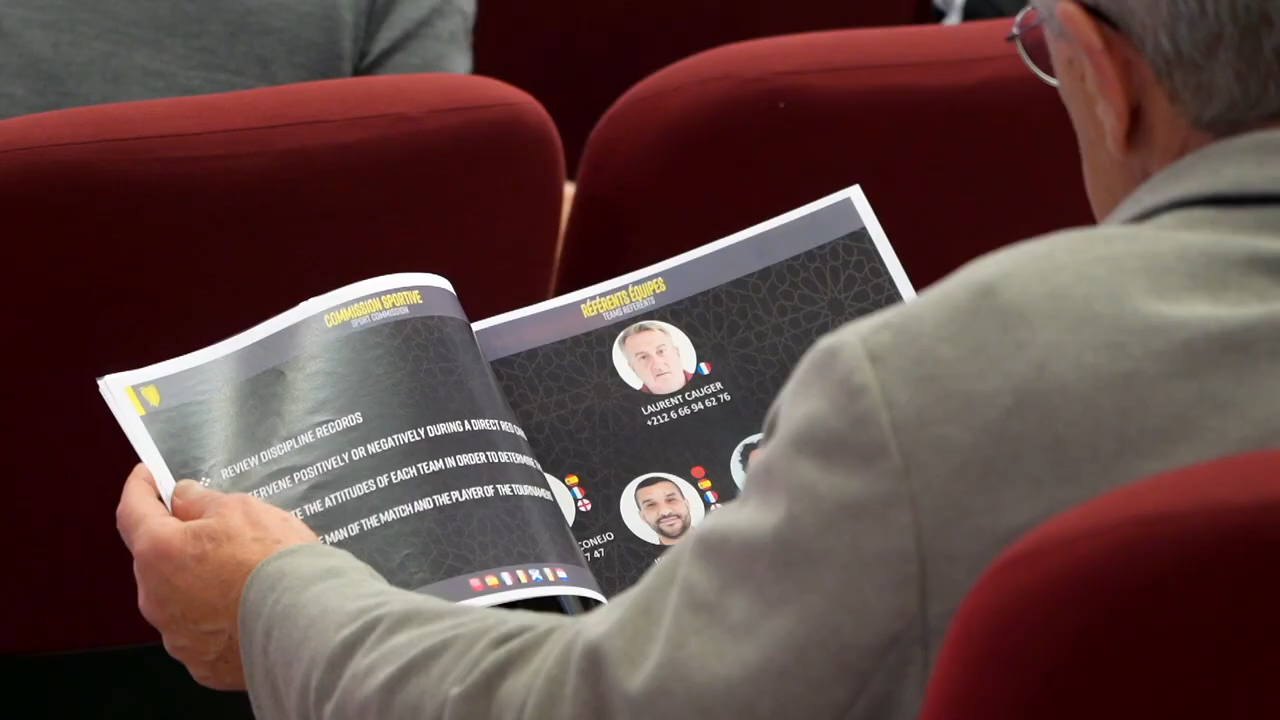 COMMISSION SPORTIVE
SPORT COMMISSION
REVIEW DISCIPLINE RECORDS
POSITIVELY OR NEGATIVELY DURING A DIRECT RED
THE ATTITUDES OF EACH TEAM IN ORDER TO DETERMINE
MAN OF THE MATCH AND THE PLAYER OF THE TOURNAMENT
RÉFÉRENTS ÉQUIPES
TEAMS REFERENTS
LAURENT CAUGER
+212 6 66 94 62 76
CONEJO
7 47